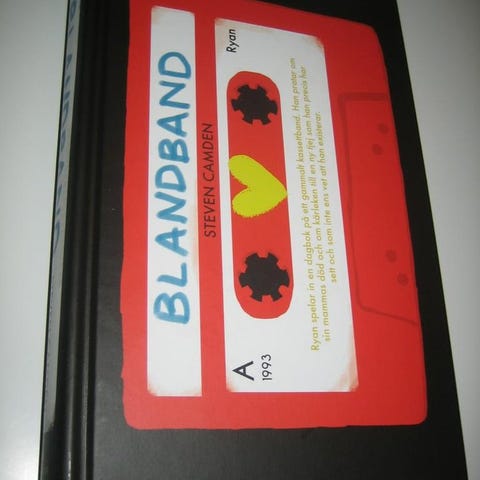 BLANDBAND
STEVEN CAMDEN
Ryan
A
1993
Ryan spelar in en dagbok på ett gammalt kassettband. Han pratar om
sin mammas död och om kärleken till en ny tjej som han precis har
sett och som inte ens vet att han existerar.